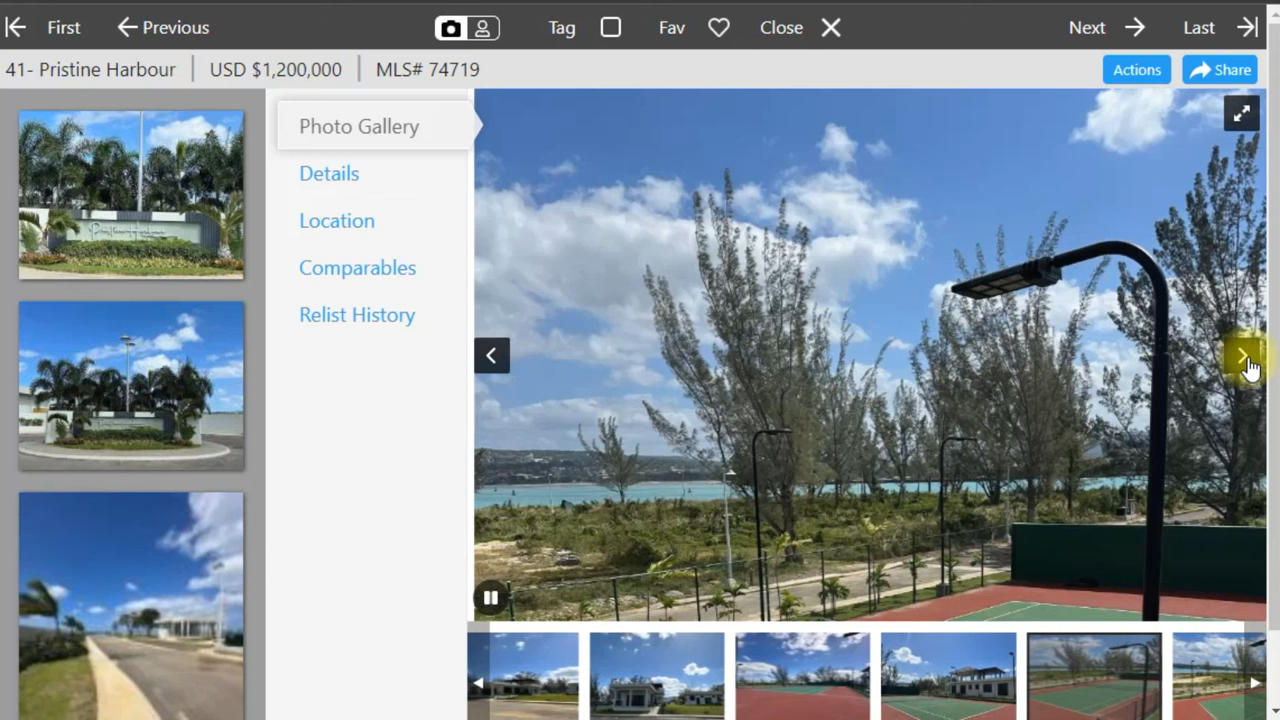 First
Previous
Tag
Fav
Close
Next
Last
41- Pristine Harbour
USD $1,200,000
MLS# 74719
Actions
Share
Photo Gallery
Details
Location
Comparables
Relist History